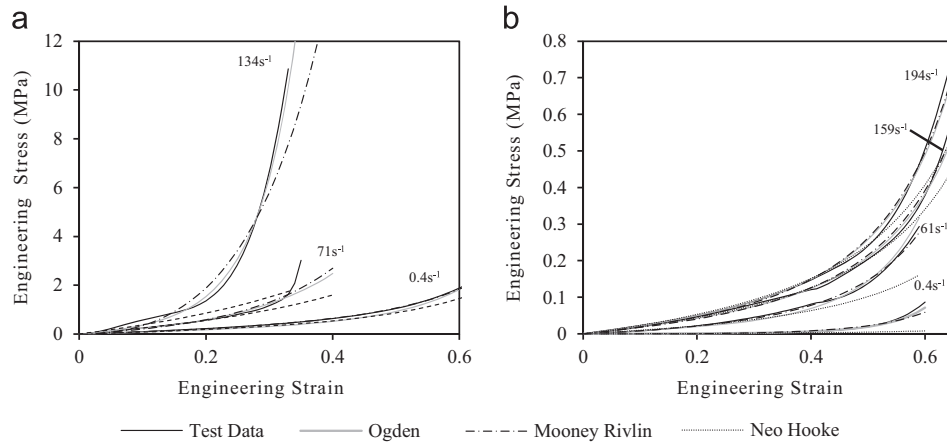 a
12
10
8
6
4
2
0
0
0.2
0.4
0.6
Engineering Stress (MPa)
Engineering Strain
134s-1
71s-1
0.4s-1
b
0.8
0.7
0.6
0.5
0.4
0.3
0.2
0.1
0
0
0.2
0.4
0.6
Engineering Stress (MPa)
Engineering Strain
194s-1
159s-1
61s-1
0.4s-1
Test Data Ogden Mooney Rivlin Neo Hooke